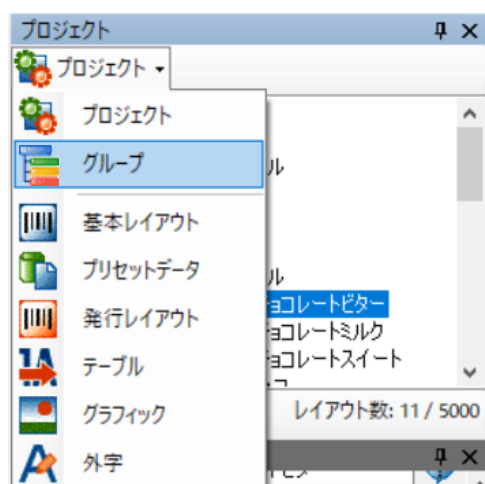 プロジェクト
プロジェクト
プロジェクト
グループ
ル
基本レイアウト
プリセットデータ
ル
発行レイアウト
ョコレートビター
ョコレートミルク
テーブル
ョコレートスイート
グラフィック
レイアウト数: 11 / 5000
外字